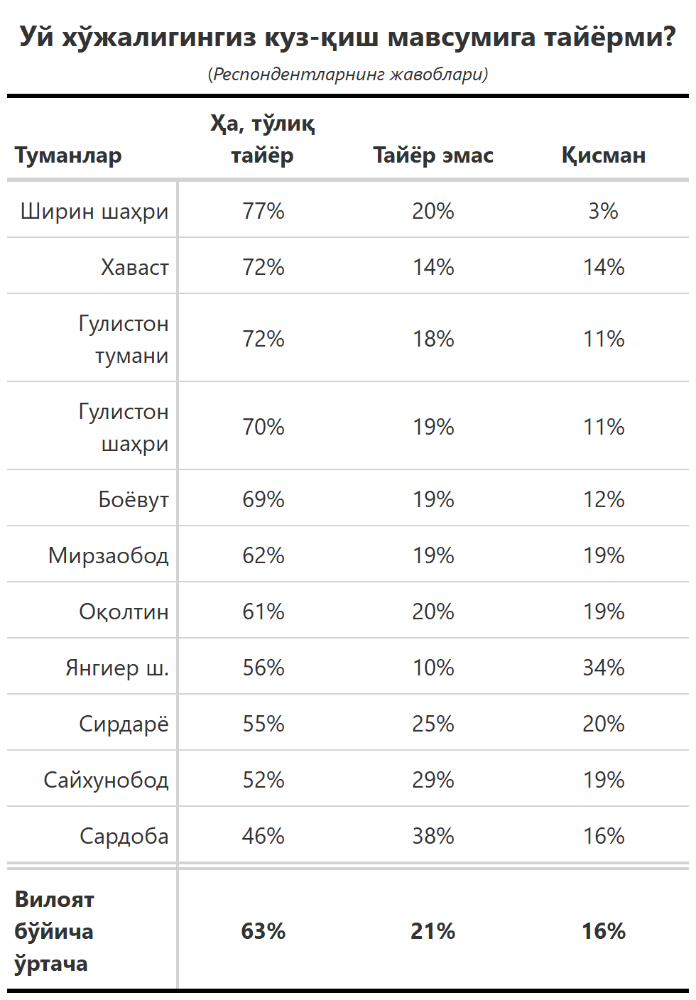 Уй хўжалигингиз куз-қиш мавсумига тайёрми?
(Респондентларнинг жавоблари)
Туманлар Ҳа, тўлиқ тайёр Тайёр эмас Қисман
Ширин шаҳри 77% 20% 3%
Хаваст 72% 14% 14%
Гулистон тумани 72% 18% 11%
Гулистон шаҳри 70% 19% 11%
Боёвут 69% 19% 12%
Мирзаобод 62% 19% 19%
Оқолтин 61% 20% 19%
Янгиер ш. 56% 10% 34%
Сирдарё 55% 25% 20%
Сайхунобод 52% 29% 19%
Сардоба 46% 38% 16%
Вилоят бўйича ўртача 63% 21% 16%